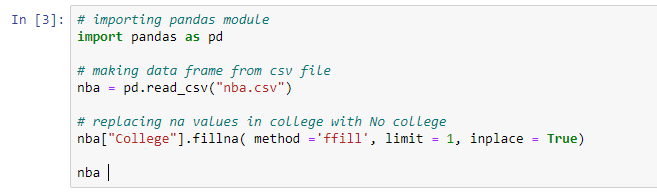 In [3]: # importing pandas module
import pandas as pd
# making data frame from csv file
nba = pd.read_csv("nba.csv")
# replacing na values in college with No college
nba["College"].fillna( method ='ffill', limit = 1, inplace = True)
nba